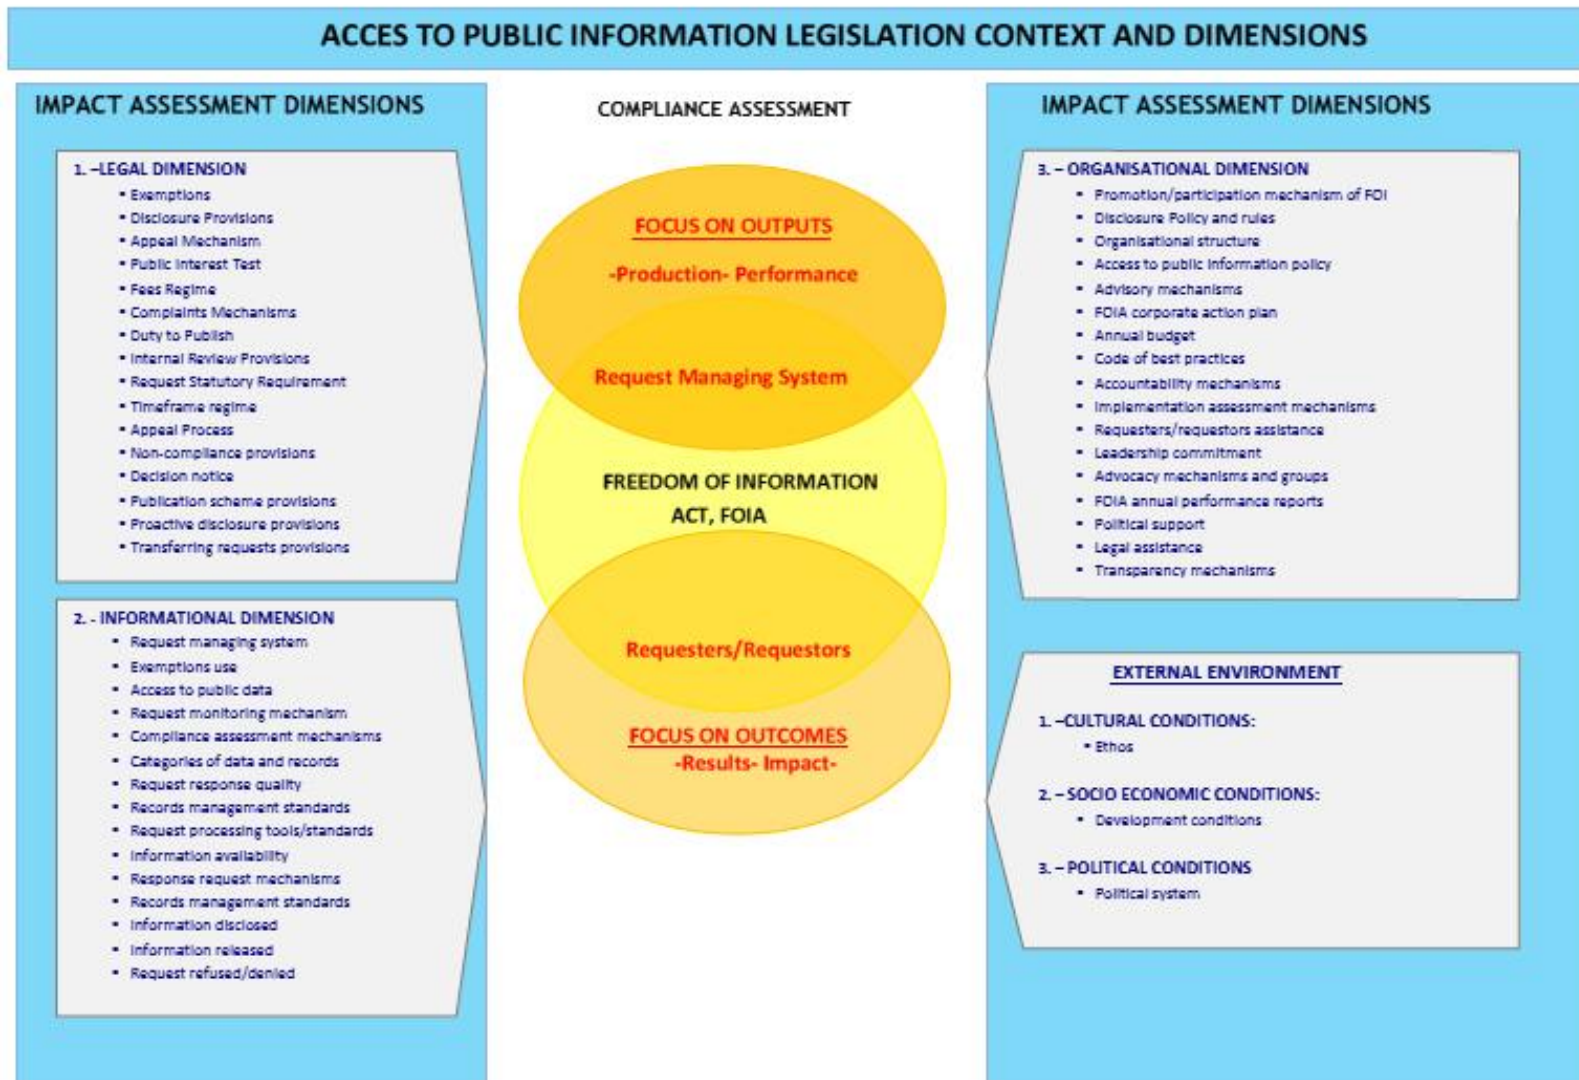 ACCES TO PUBLIC INFORMATION LEGISLATION CONTEXT AND DIMENSIONS
IMPACT ASSESSMENT DIMENSIONS
1. –LEGAL DIMENSION
▪ Exemptions
▪ Disclosure Provisions
▪ Appeal Mechanism
▪ Public Interest Test
▪ Fees Regime
▪ Complaints Mechanisms
▪ Duty to Publish
▪ Internal Review Provisions
▪ Request Statutory Requirement
▪ Timeframe regime
▪ Appeal Process
▪ Non-compliance provisions
▪ Decision notice
▪ Publication scheme provisions
▪ Proactive disclosure provisions
▪ Transferring requests provisions
2. - INFORMATIONAL DIMENSION
▪ Request managing system
▪ Exemptions use
▪ Access to public data
▪ Request monitoring mechanism
▪ Compliance assessment mechanisms
▪ Categories of data and records
▪ Request response quality
▪ Records management standards
▪ Request processing tools/standards
▪ Information availability
▪ Response request mechanisms
▪ Records management standards
▪ Information disclosed
▪ Information released
▪ Request refused/denied
COMPLIANCE ASSESSMENT
FOCUS ON OUTPUTS
-Production- Performance
Request Managing System
FREEDOM OF INFORMATION
ACT, FOIA
Requesters/Requestors
FOCUS ON OUTCOMES
-Results- Impact-
IMPACT ASSESSMENT DIMENSIONS
3. – ORGANISATIONAL DIMENSION
▪ Promotion/participation mechanism of FOI
▪ Disclosure Policy and rules
▪ Organisational structure
▪ Access to public information policy
▪ Advisory mechanisms
▪ FOIA corporate action plan
▪ Annual budget
▪ Code of best practices
▪ Accountability mechanisms
▪ Implementation assessment mechanisms
▪ Requesters/requestors assistance
▪ Leadership commitment
▪ Advocacy mechanisms and groups
▪ FOIA annual performance reports
▪ Political support
▪ Legal assistance
▪ Transparency mechanisms
EXTERNAL ENVIRONMENT
1. –CULTURAL CONDITIONS:
▪ Ethos
2. – SOCIO ECONOMIC CONDITIONS:
▪ Development conditions
3. – POLITICAL CONDITIONS
▪ Political system